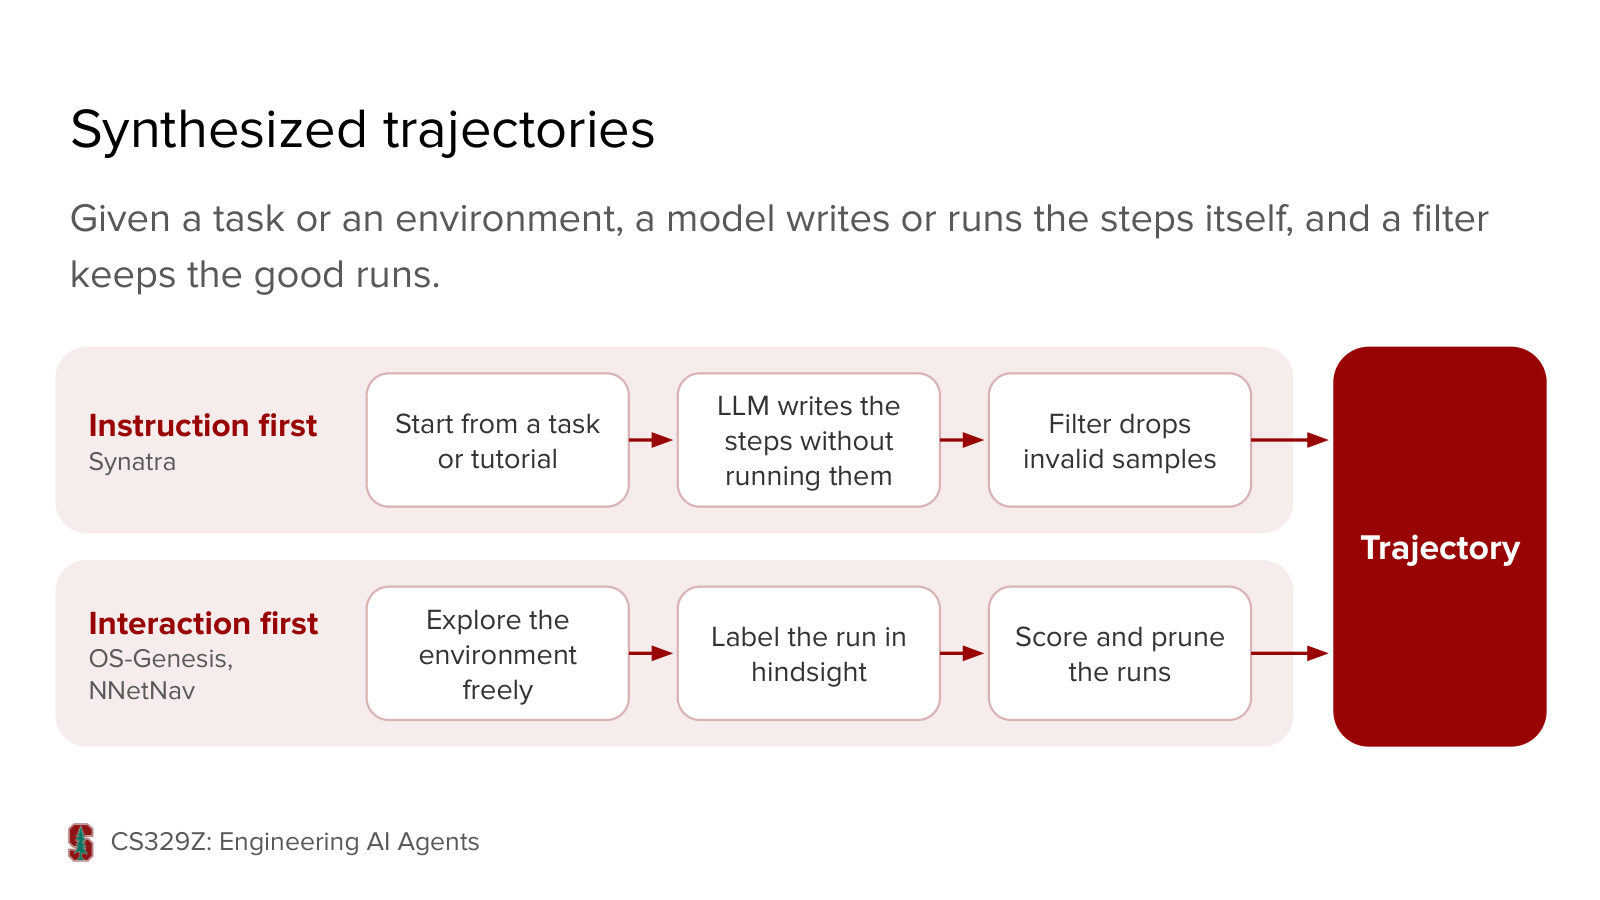 Synthesized trajectories
Given a task or an environment, a model writes or runs the steps itself, and a filter
keeps the good runs.
Instruction first
Synatra
Start from a task
or tutorial
LLM writes the
steps without
running them
Filter drops
invalid samples
Interaction first
OS-Genesis,
NNetNav
Explore the
environment
freely
Label the run in
hindsight
Score and prune
the runs
Trajectory
CS329Z: Engineering AI Agents